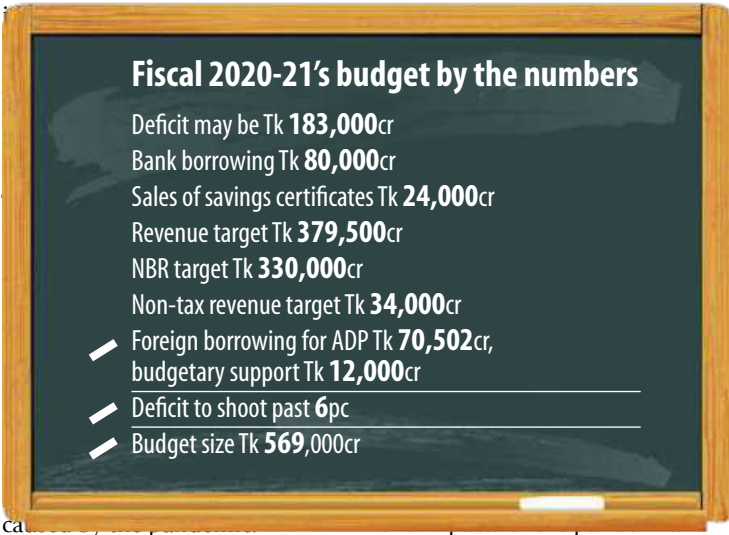 Fiscal 2020-21's budget by the numbers
Deficit may be Tk 183,000cr
Bank borrowing Tk 80,000cr
Sales of savings certificates Tk 24,000cr
Revenue target Tk 379,500cr
NBR target Tk 330,000cr
Non-tax revenue target Tk 34,000cr
Foreign borrowing for ADP Tk 70,502cr,
budgetary support Tk 12,000cr
Deficit to shoot past 6pc
Budget size Tk 569,000cr